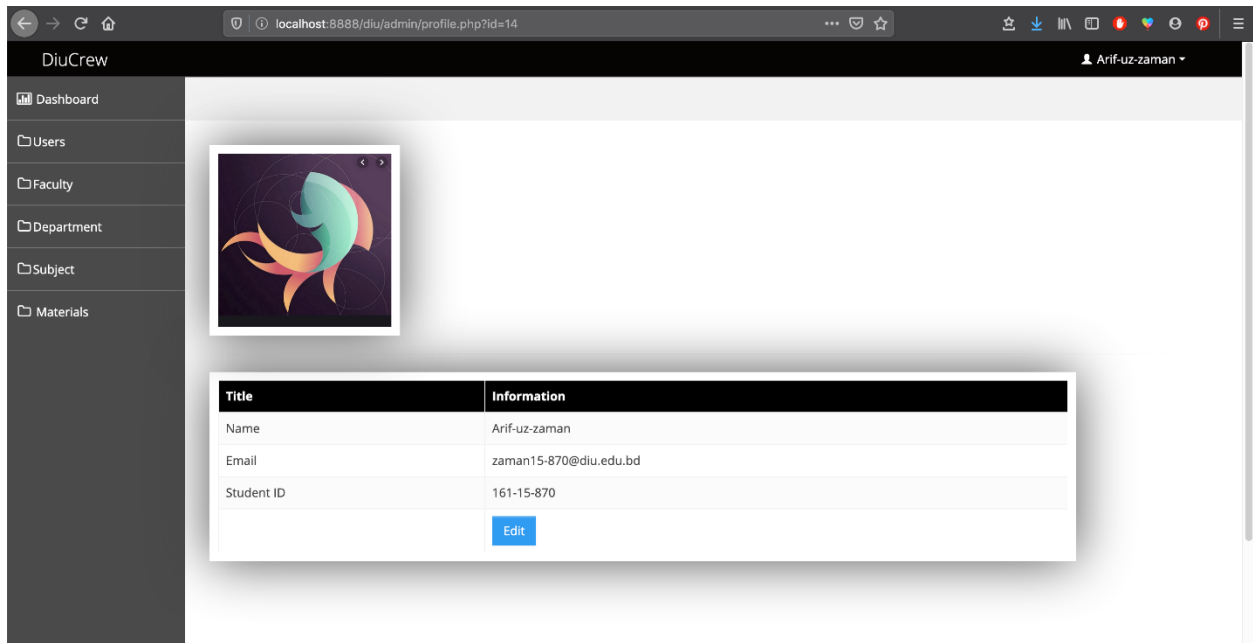 localhost:8888/diu/admin/profile.php?id=14
DiuCrew
Arif-uz-zaman
Dashboard
Users
Faculty
Department
Subject
Materials
Title Information
Name Arif-uz-zaman
Email zaman15-870@diu.edu.bd
Student ID 161-15-870
Edit